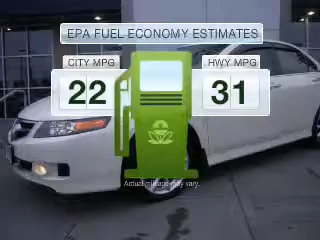 EPA FUEL ECONOMY ESTIMATES
CITY MPG HWY MPG
22 31
Actual mileage may vary.